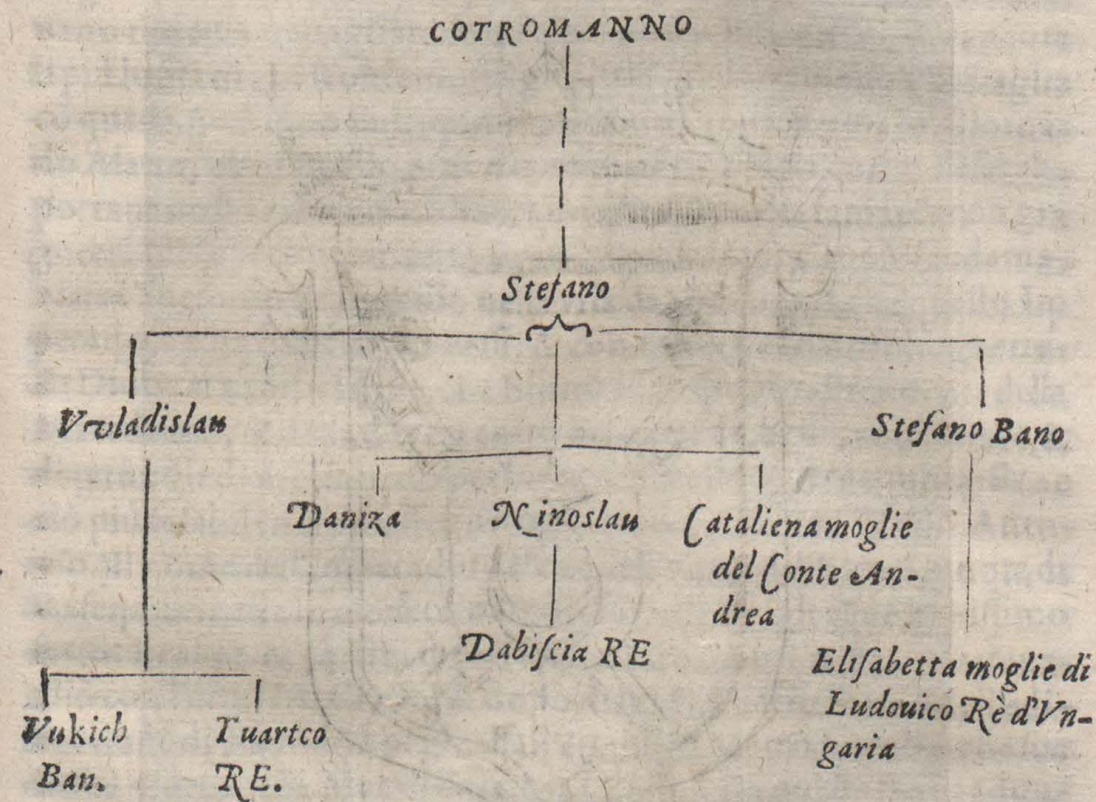 COTROMANNO
Stefano
Vvladislau
Stefano Bano
Daniza
Ninoslau
Cataliena moglie
del Conte An-
drea
Dabiſcia RE
Eliſabetta moglie di
Ludouico Re d'Vn-
garia
Vukich
Ban.
Tuartco
RE.